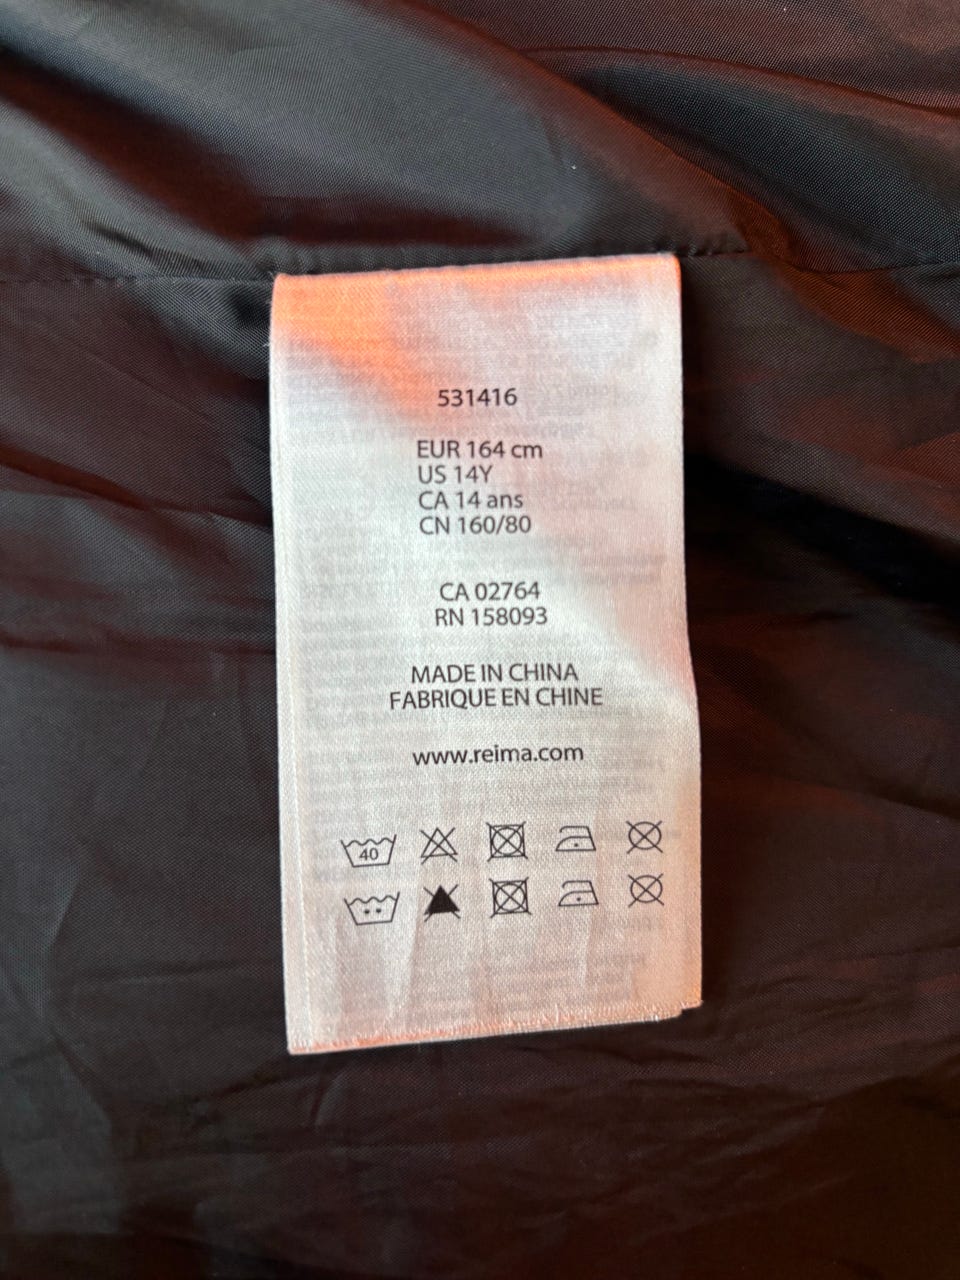 531416
EUR 164 cm
US 14Y
CA 14 ans
CN 160/80
CA 02764
RN 158093
MADE IN CHINA
FABRIQUE EN CHINE
www.reima.com
40